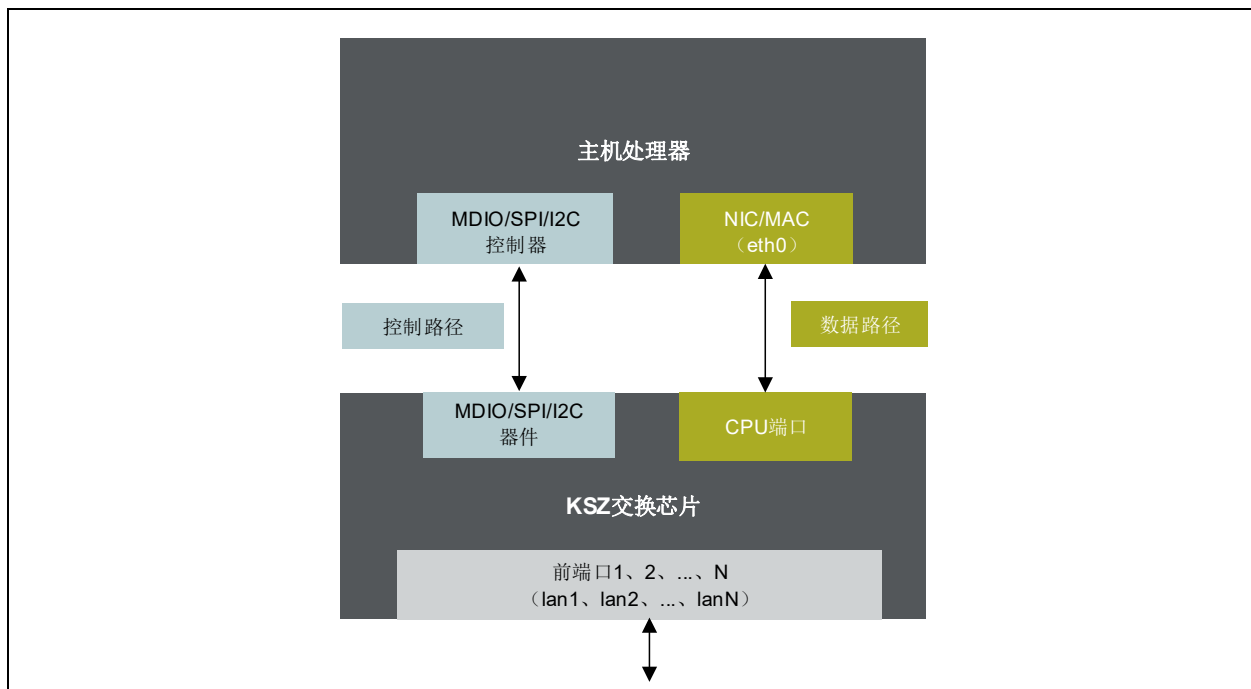 主机处理器
MDIO/SPI/I2C
控制器
NIC/MAC
（eth0）
控制路径
数据路径
MDIO/SPI/I2C
器件
CPU端口
KSZ交换芯片
前端口1、2、...、N
（lan1、lan2、...、lanN）